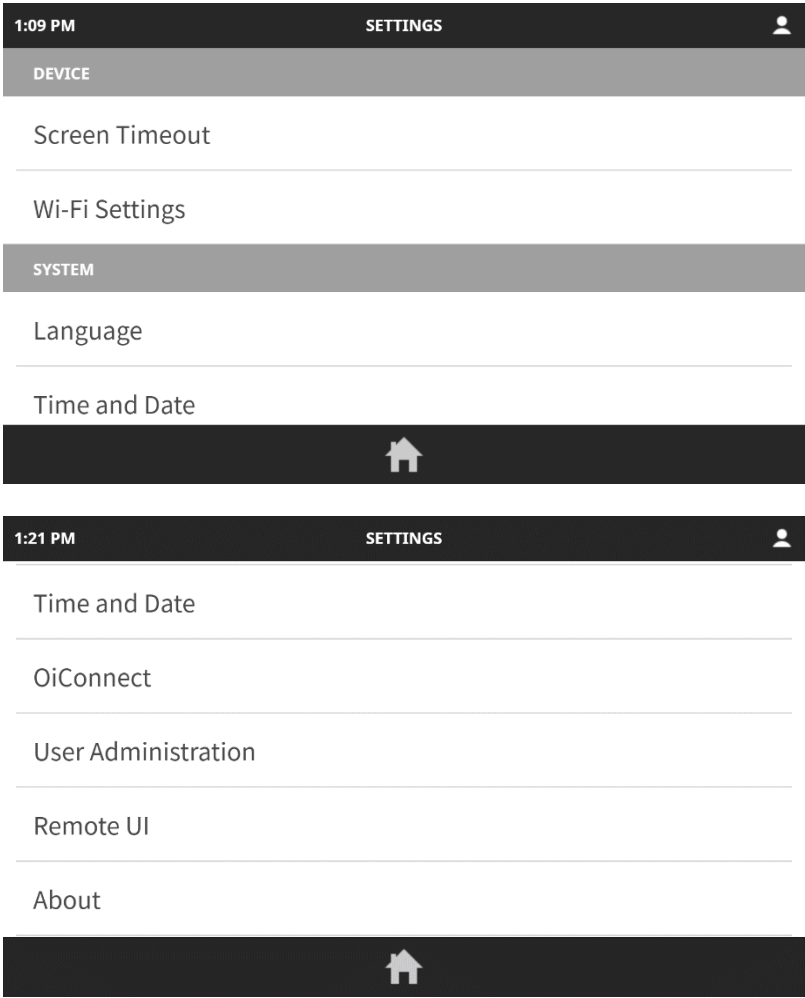 1:09 PM SETTINGS
DEVICE
Screen Timeout
Wi-Fi Settings
SYSTEM
Language
Time and Date
1:21 PM SETTINGS
Time and Date
OiConnect
User Administration
Remote UI
About